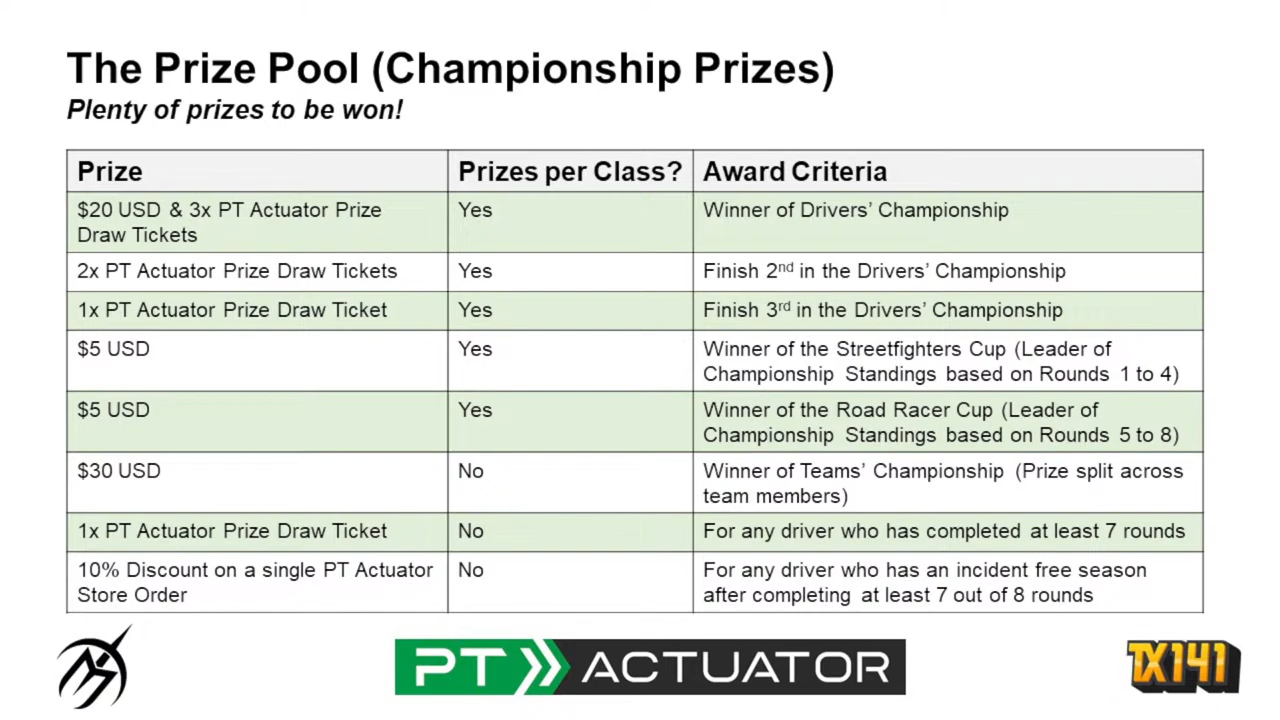 The Prize Pool (Championship Prizes)
Plenty of prizes to be won!
Prize Prizes per Class? Award Criteria
$20 USD & 3x PT Actuator Prize Draw Tickets Yes Winner of Drivers’ Championship
2x PT Actuator Prize Draw Tickets Yes Finish 2nd in the Drivers’ Championship
1x PT Actuator Prize Draw Ticket Yes Finish 3rd in the Drivers’ Championship
$5 USD Yes Winner of the Streetfighters Cup (Leader of
Championship Standings based on Rounds 1 to 4)
$5 USD Yes Winner of the Road Racer Cup (Leader of
Championship Standings based on Rounds 5 to 8)
$30 USD No Winner of Teams’ Championship (Prize split across
team members)
1x PT Actuator Prize Draw Ticket No For any driver who has completed at least 7 rounds
10% Discount on a single PT Actuator
Store Order No For any driver who has an incident free season
after completing at least 7 out of 8 rounds
PT ACTUATOR
TX141